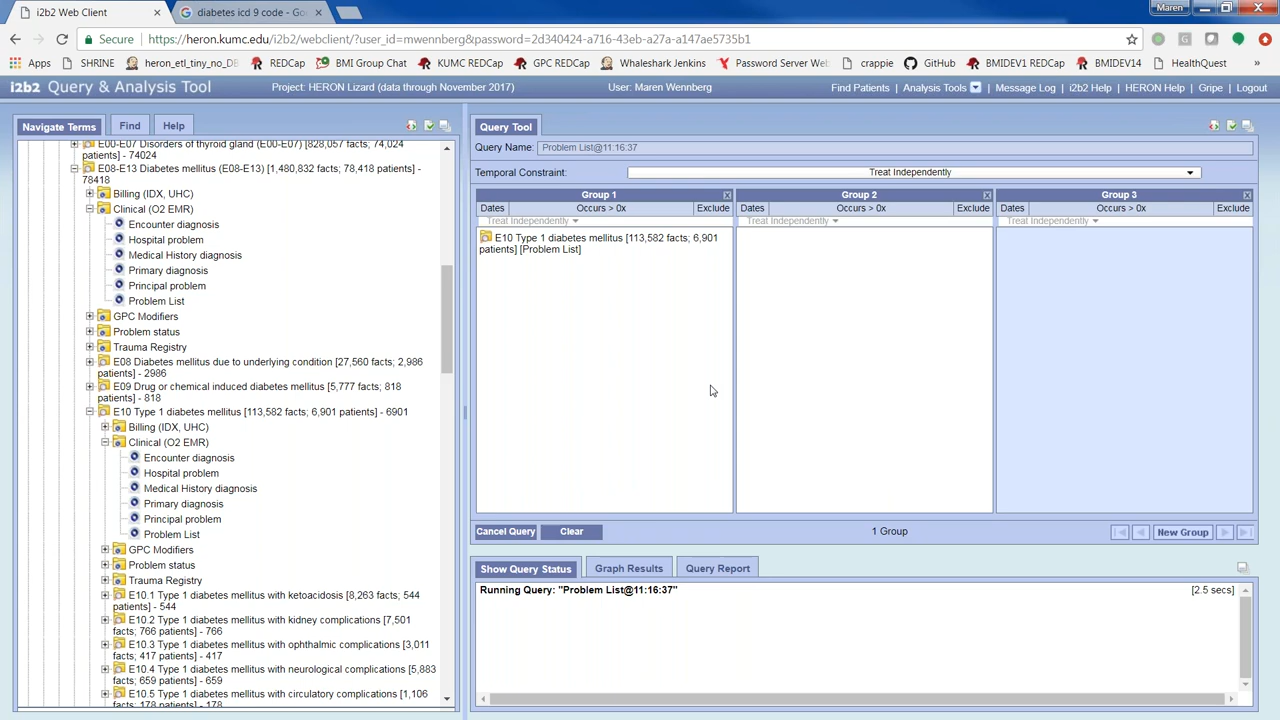 i2b2 Web Client
diabetes icd 9 code - Go
Maren
Secure
https://heron.kumc.edu/i2b2/webclient/?user_id=mwennberg&password=2d340424-a716-43eb-a27a-a147ae5735b1
Apps SHRINE heron_etl_tiny_no_DE REDCap BMI Group Chat KUMC REDCap GPC REDCap Whaleshark Jenkins Password Server Web crappie GitHub BMIDEV1 REDCap BMIDEV14 HealthQuest »
i2b2 Query & Analysis Tool
Project: HERON Lizard (data through November 2017)
User: Maren Wennberg
Find Patients | Analysis Tools | Message Log | i2b2 Help | HERON Help | Gripe | Logout
Navigate Terms Find Help
E00-E07 Disorders of thyroid gland (E00-E07) [828,057 facts; 74,024
patients] - 74024
E08-E13 Diabetes mellitus (E08-E13) [1,480,832 facts; 78,418 patients] -
78418
Billing (IDX, UHC)
Clinical (O2 EMR)
Encounter diagnosis
Hospital problem
Medical History diagnosis
Primary diagnosis
Principal problem
Problem List
GPC Modifiers
Problem status
Trauma Registry
E08 Diabetes mellitus due to underlying condition [27,560 facts; 2,986
patients] - 2986
E09 Drug or chemical induced diabetes mellitus [5,777 facts; 818
patients] - 818
E10 Type 1 diabetes mellitus [113,582 facts; 6,901 patients] - 6901
Billing (IDX, UHC)
Clinical (O2 EMR)
Encounter diagnosis
Hospital problem
Medical History diagnosis
Primary diagnosis
Principal problem
Problem List
GPC Modifiers
Problem status
Trauma Registry
E10.1 Type 1 diabetes mellitus with ketoacidosis [8,263 facts; 544
patients] - 544
E10.2 Type 1 diabetes mellitus with kidney complications [7,501
facts; 766 patients] - 766
E10.3 Type 1 diabetes mellitus with ophthalmic complications [3,011
facts; 417 patients] - 417
E10.4 Type 1 diabetes mellitus with neurological complications [5,883
facts; 659 patients] - 659
E10.5 Type 1 diabetes mellitus with circulatory complications [1,106
facts; 178 patients] - 178
Query Tool
Query Name: Problem List@11:16:37
Temporal Constraint: Treat Independently
Group 1 Group 2 Group 3
Dates Occurs > 0x Exclude Dates Occurs > 0x Exclude Dates Occurs > 0x Exclude
Treat Independently Treat Independently Treat Independently
E10 Type 1 diabetes mellitus [113,582 facts; 6,901
patients] [Problem List]
Cancel Query Clear 1 Group New Group
Show Query Status Graph Results Query Report
Running Query: "Problem List@11:16:37" [2.5 secs]